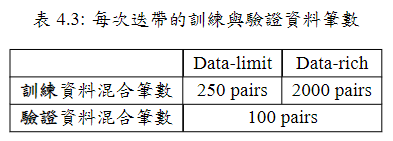 表 4.3: 每次迭帶的訓練與驗證資料筆數
Data-limit Data-rich
訓練資料混合筆數 250 pairs 2000 pairs
驗證資料混合筆數 100 pairs